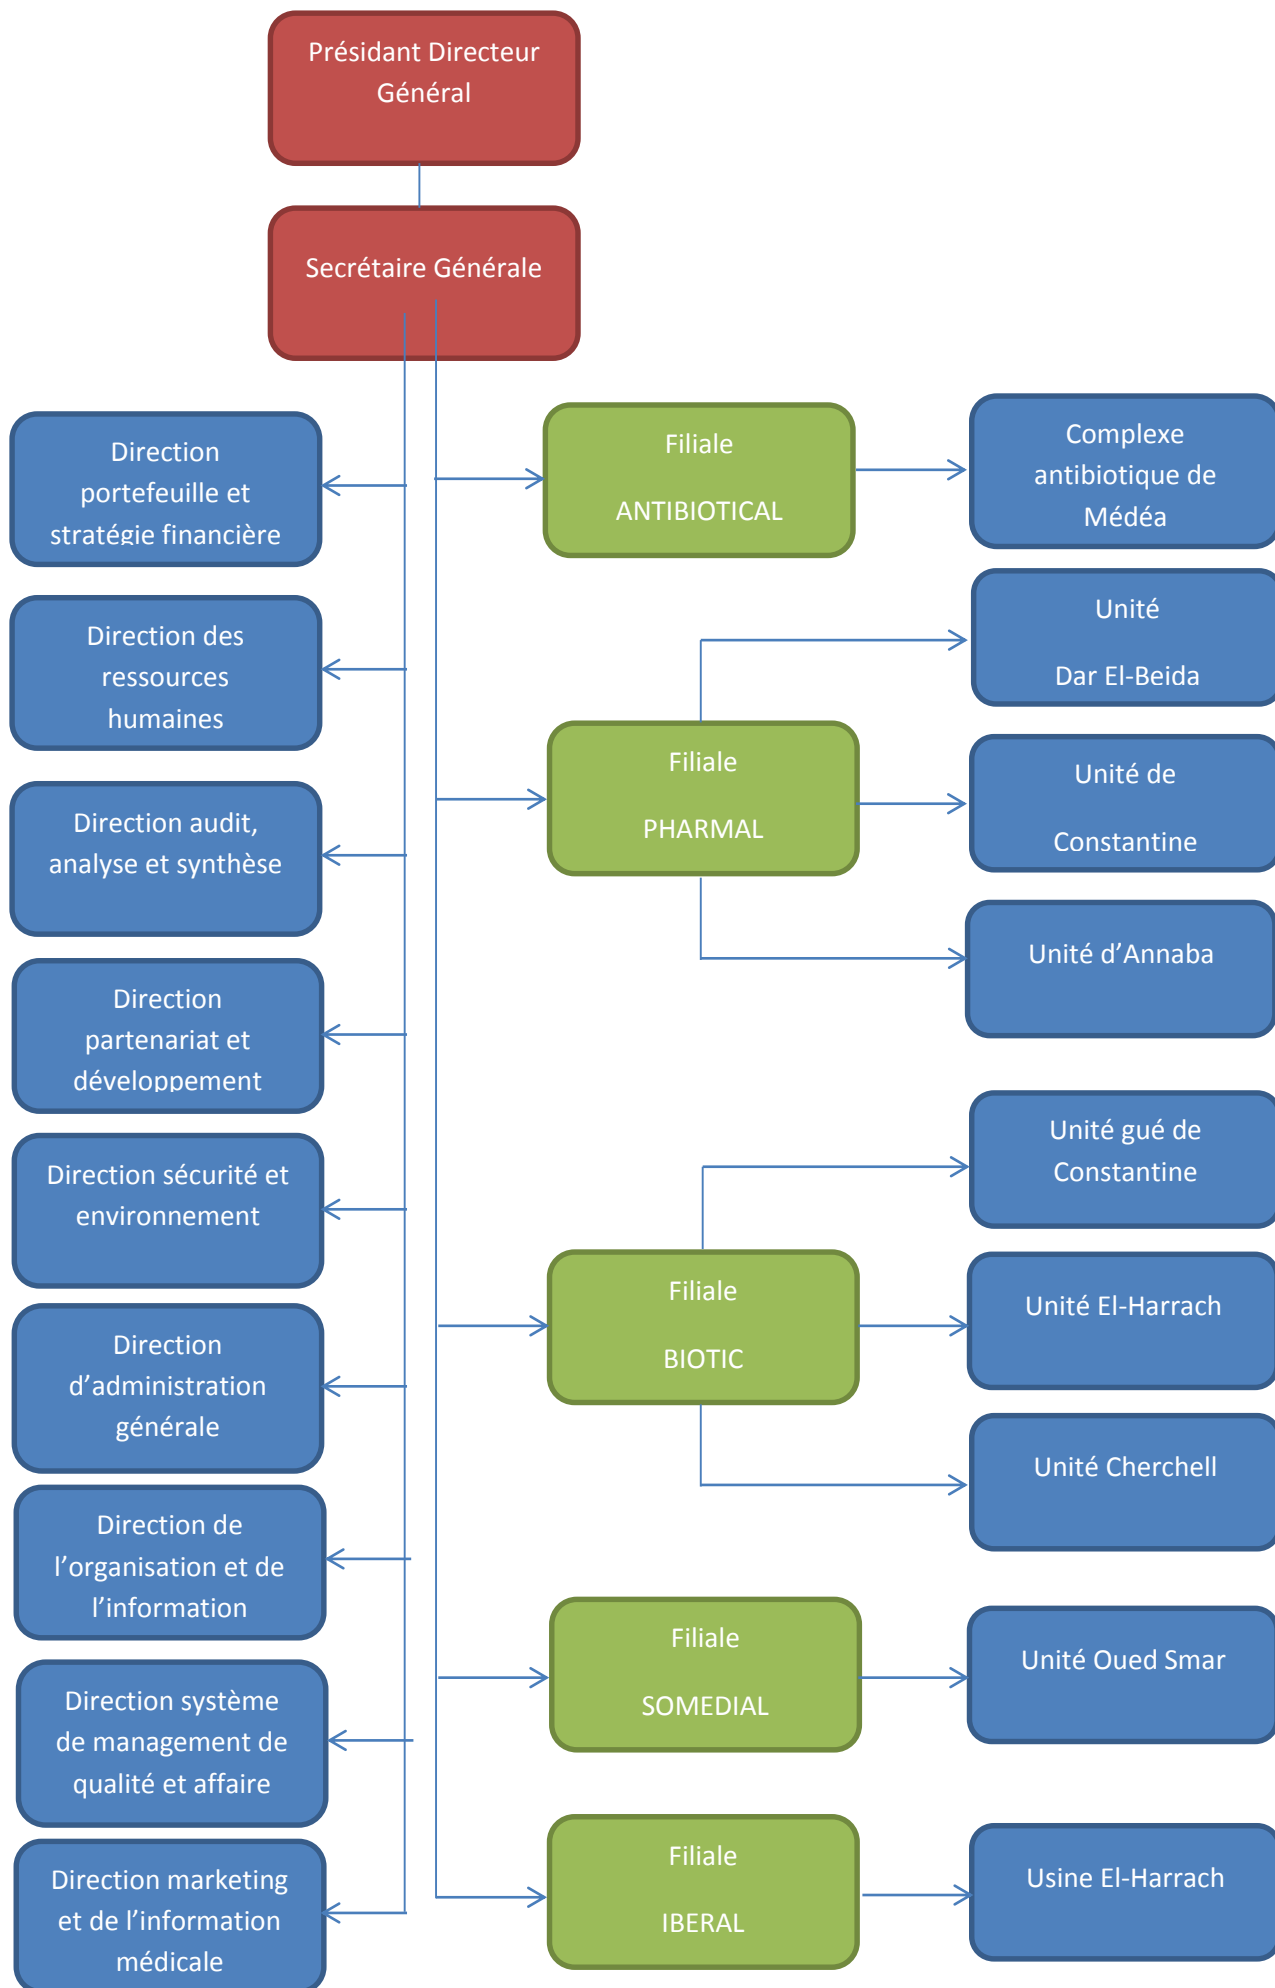 Présidant Directeur
Général
Secrétaire Générale
Direction
portefeuille et
stratégie financière
Direction des
ressources
humaines
Direction audit,
analyse et synthèse
Direction
partenariat et
développement
Direction sécurité et
environnement
Direction
d’administration
générale
Direction de
l’organisation et de
l’information
Direction système
de management de
qualité et affaire
Direction marketing
et de l’information
médicale
Filiale
ANTIBIOTICAL
Filiale
PHARMAL
Filiale
BIOTIC
Filiale
SOMEDIAL
Filiale
IBERAL
Complexe
antibiotique de
Médéa
Unité
Dar El-Beida
Unité de
Constantine
Unité d’Annaba
Unité gué de
Constantine
Unité El-Harrach
Unité Cherchell
Unité Oued Smar
Usine El-Harrach